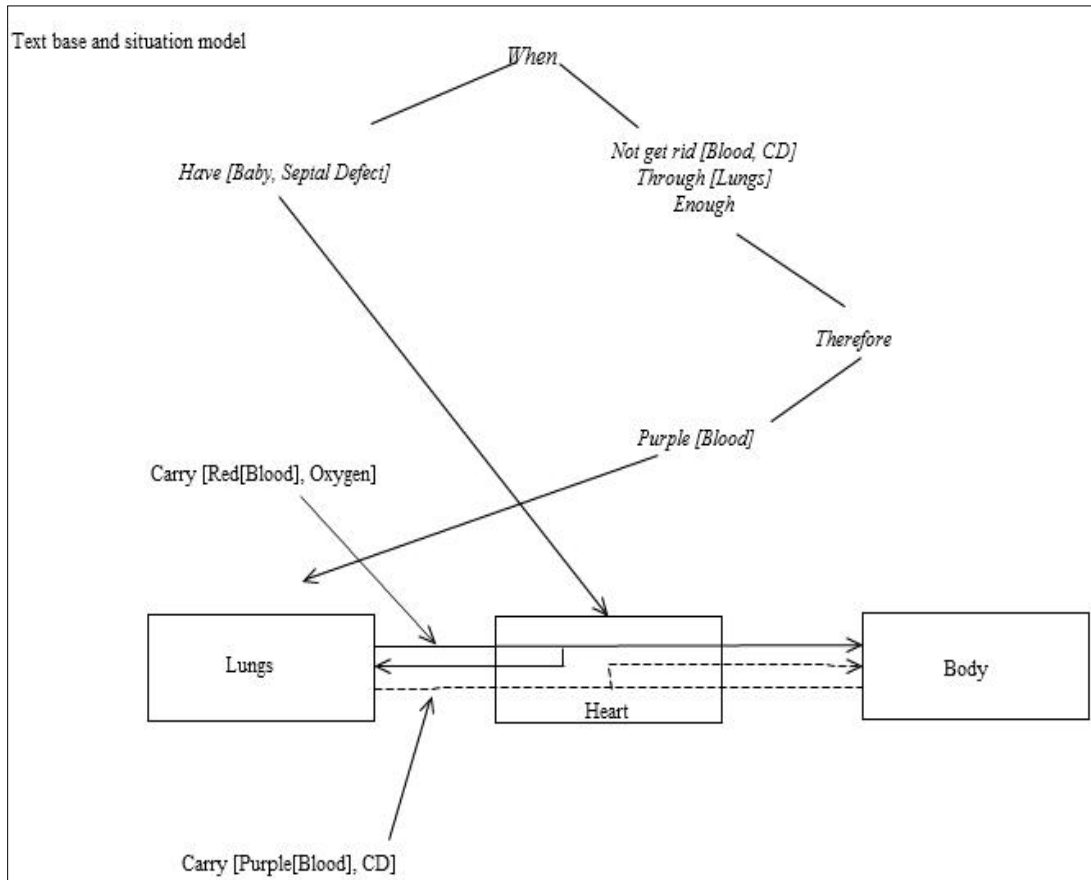 Text base and situation model
When
Have [Baby, Septal Defect]
Not get rid [Blood, CD]
Through [Lungs]
Enough
Therefore
Purple [Blood]
Carry [Red[Blood], Oxygen]
Lungs
Heart
Body
Carry [Purple[Blood], CD]